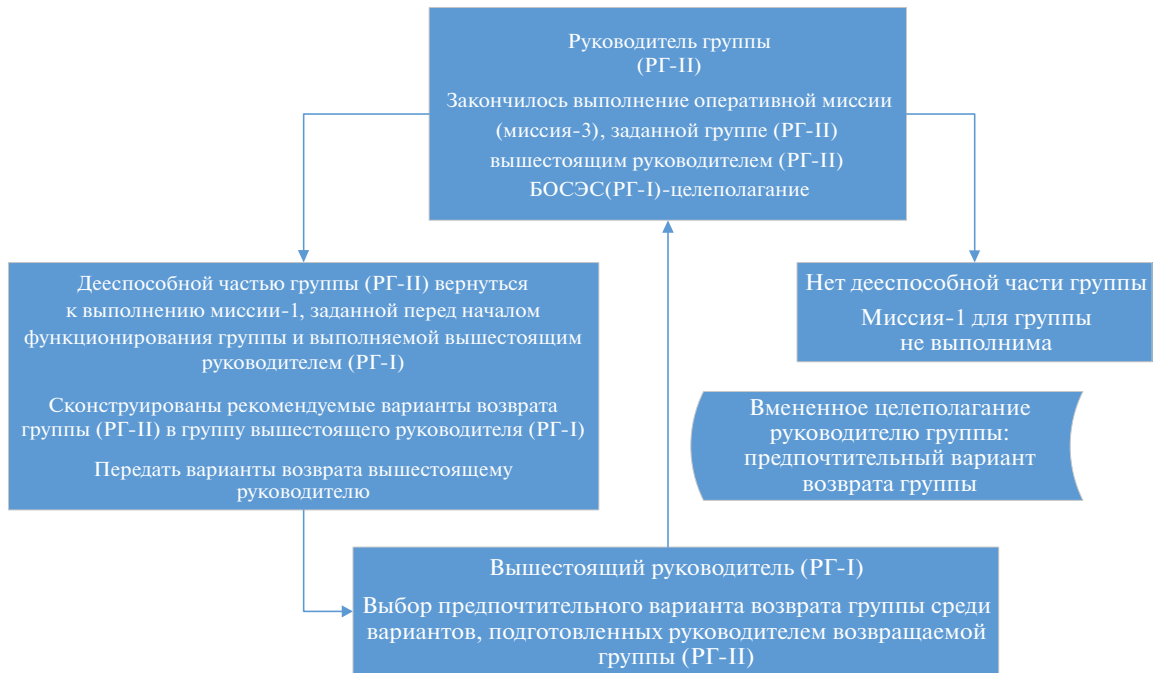 Руководитель группы
(РГ-II)
Закончилось выполнение оперативной миссии
(миссия-3), заданной группе (РГ-II)
вышестоящим руководителем (РГ-II)
БОСЭС(РГ-I)-целеполагание
Дееспособной частью группы (РГ-II) вернуться
к выполнению миссии-1, заданной перед началом
функционирования группы и выполняемой вышестоящим
руководителем (РГ-I)
Сконструированы рекомендуемые варианты возврата
группы (РГ-II) в группу вышестоящего руководителя (РГ-I)
Передать варианты возврата вышестоящему
руководителю
Нет дееспособной части группы
Миссия-1 для группы
не выполнима
Вмененное целеполагание
руководителю группы:
предпочтительный вариант
возврата группы
Вышестоящий руководитель (РГ-I)
Выбор предпочтительного варианта возврата группы среди
вариантов, подготовленных руководителем возвращаемой
группы (РГ-II)